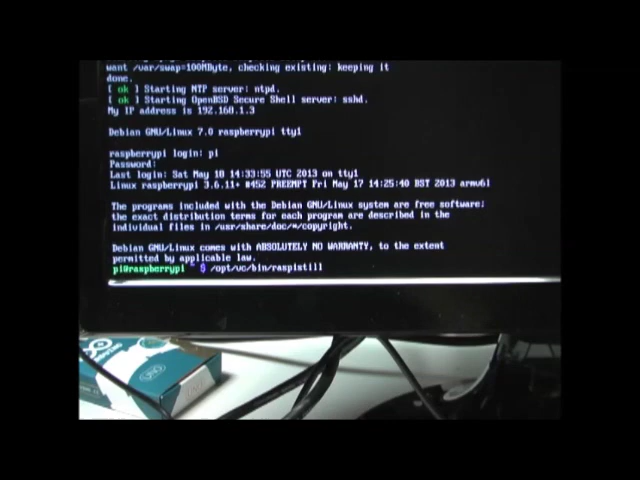 want /var/swap=100MByte, checking existing: keeping it
done.
[ ok ] Starting NTP server: ntpd.
[ ok ] Starting OpenBSD Secure Shell server: sshd.
My IP address is 192.168.1.3
Debian GNU/Linux 7.0 raspberrypi tty1
raspberrypi login: pi
Password:
Last login: Sat May 18 14:33:55 UTC 2013 on tty1
Linux raspberrypi 3.6.11+ #452 PREEMPT Fri May 17 14:25:40 BST 2013 armv6l
The programs included with the Debian GNU/Linux system are free software;
the exact distribution terms for each program are described in the
individual files in /usr/share/doc/*/copyright.
Debian GNU/Linux comes with ABSOLUTELY NO WARRANTY, to the extent
permitted by applicable law.
pi@raspberrypi ~ $ /opt/vc/bin/raspistill
ARDUINO